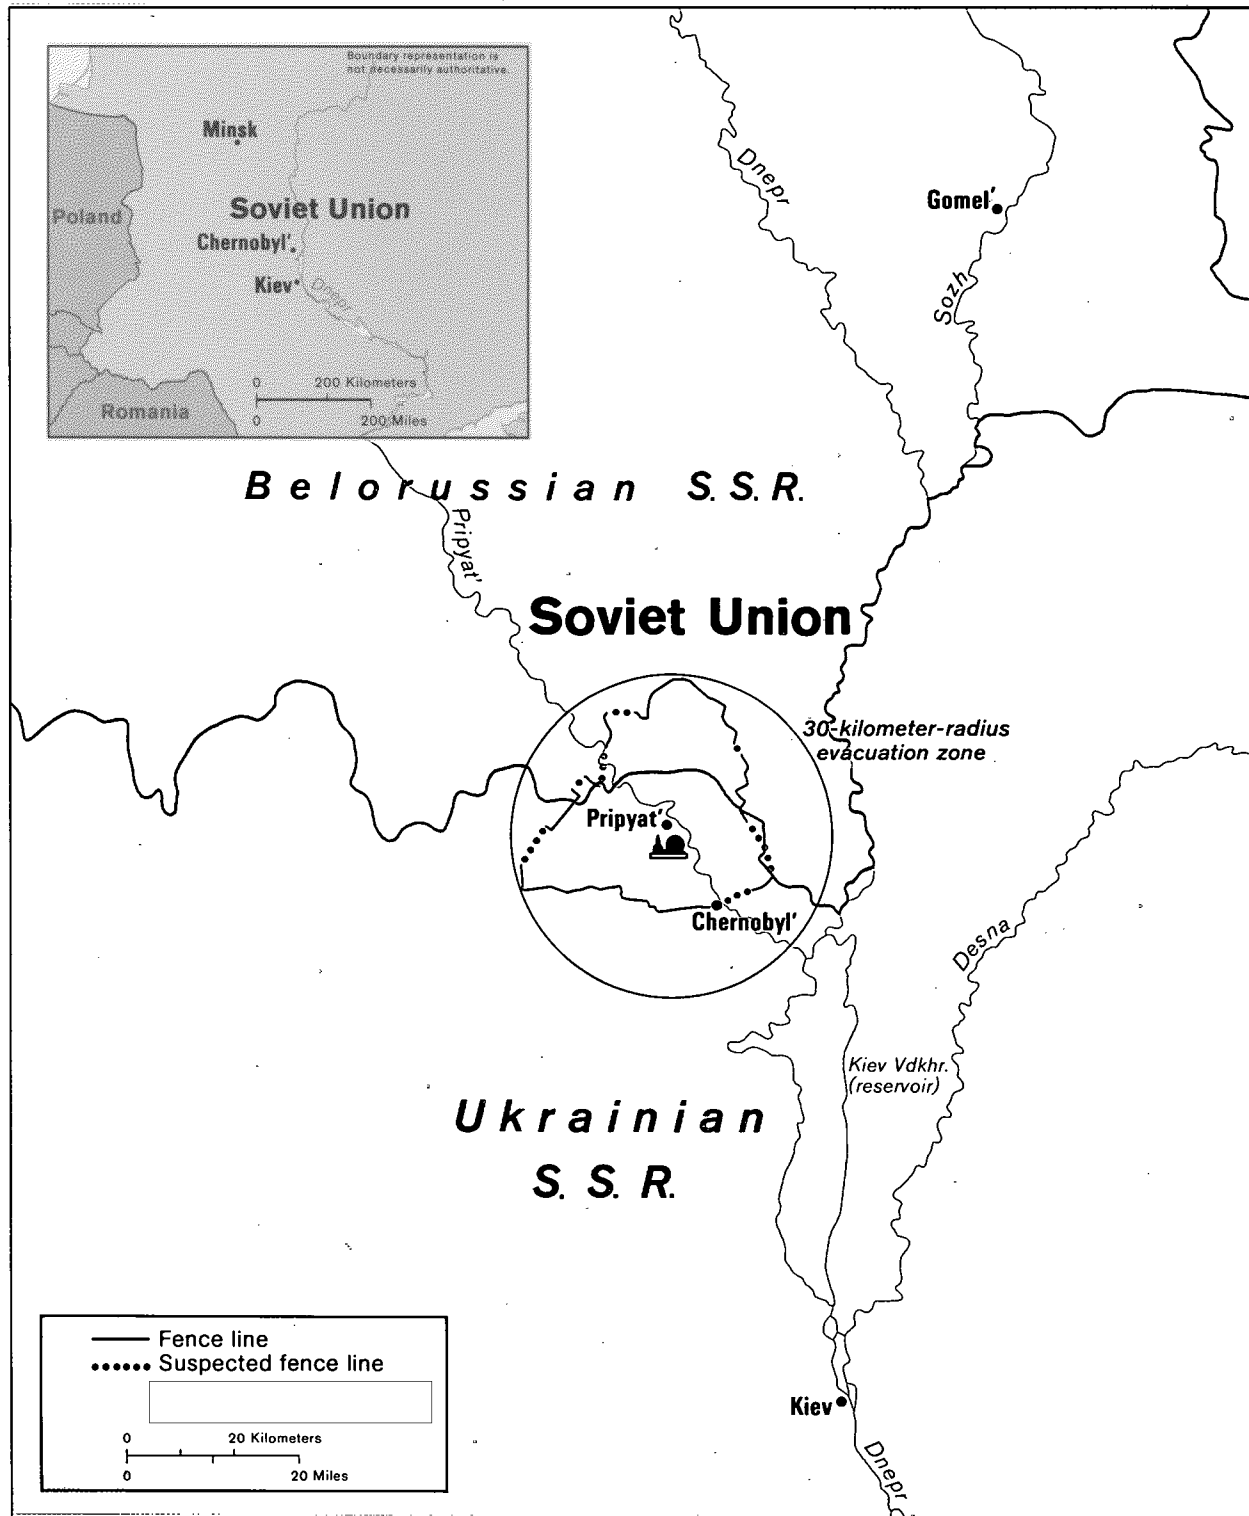 Boundary representation is
not necessarily authoritative.
Minsk
Poland
Soviet Union
Chernobyl'
Kiev
Dnepr
0 200 Kilometers
0 200 Miles
Romania
Dnepr
Gomel'
Sozh
Belorussian S.S.R.
Pripyat'
Soviet Union
30-kilometer-radius
evacuation zone
Pripyat'
Chernobyl'
Desna
Kiev Vdkhr.
(reservoir)
Ukrainian
S. S. R.
Fence line
Suspected fence line
0 20 Kilometers
0 20 Miles
Kiev
Dnepr